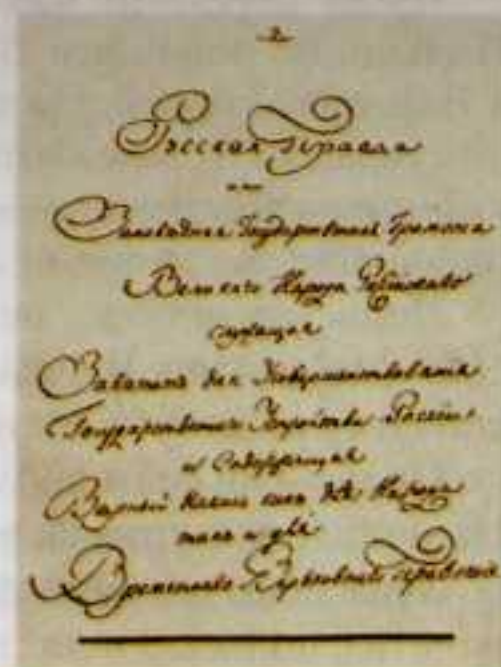 2
Русская Правда
или
Заповедная Государственная Грамота
Великаго Народа Российскаго
служащая
Заветом для Усовершенствования
Государственнаго Устройства России
и Содержащая
Верный Наказ как для Народа
так и для
Временнаго Верховнаго Правления